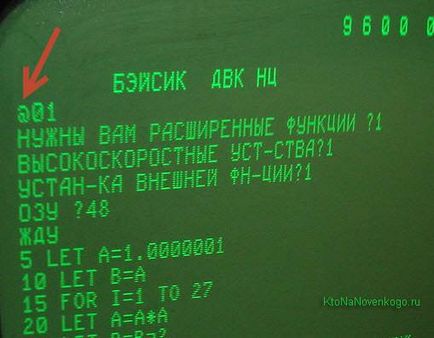 9600
БЭЙСИК ДВК НЦ
@01
НУЖНЫ ВАМ РАСШИРЕННЫЕ ФУНКЦИИ ?1
ВЫСОКОСКОРОСТНЫЕ УСТ-СТВА?1
УСТАН-КА ВНЕШНЕЙ ФН-ЦИИ?1
ОЗУ ?48
ЖДУ
5 LET A=1.0000001
10 LET B=A
15 FOR I=1 TO 27
20 LET A=A*A
KtoNaNovenkogo.ru